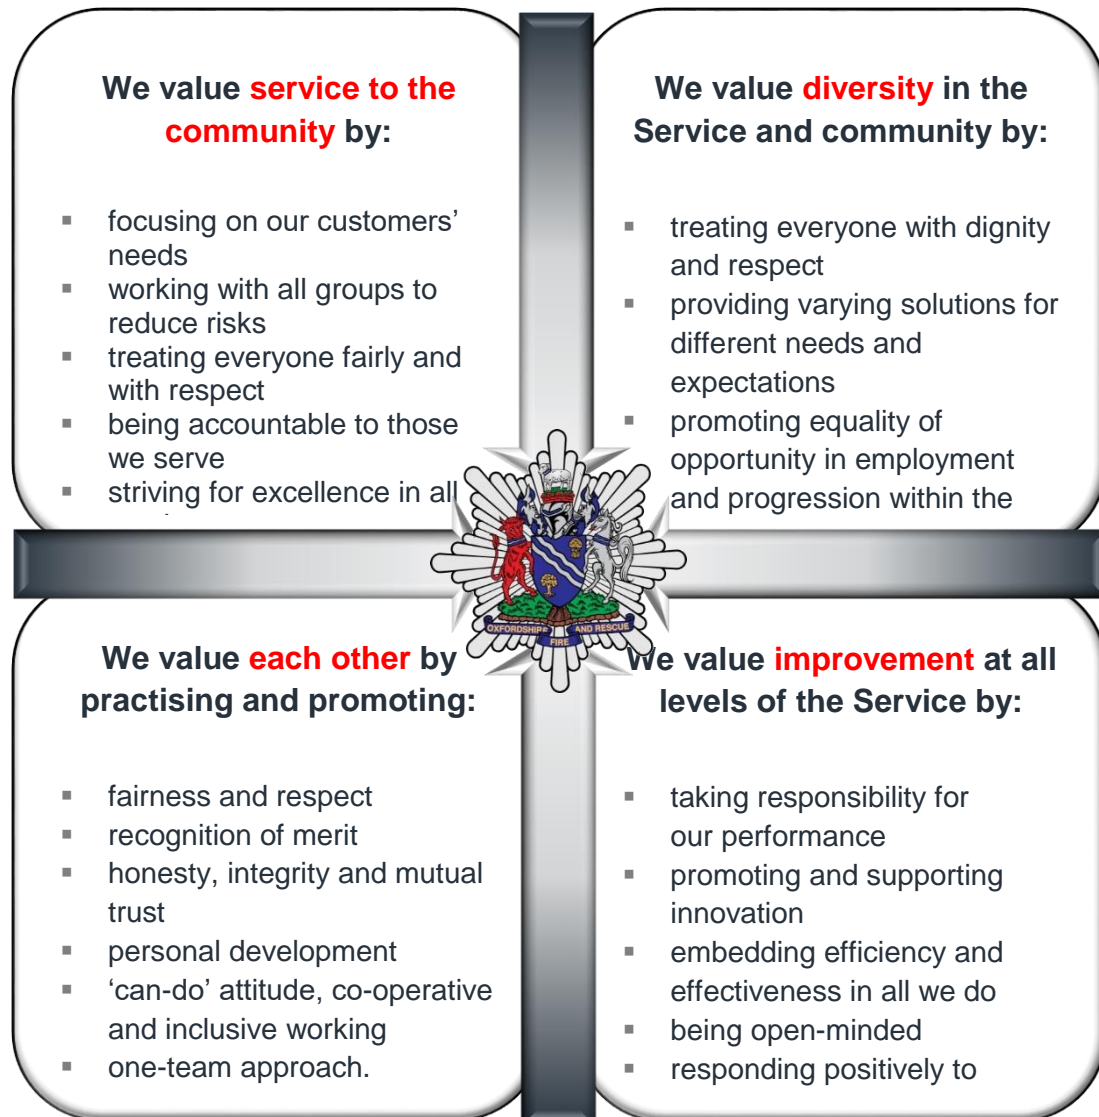 We value service to the
community by:
▪ focusing on our customers’
needs
▪ working with all groups to
reduce risks
▪ treating everyone fairly and
with respect
▪ being accountable to those
we serve
▪ striving for excellence in all
We value diversity in the
Service and community by:
▪ treating everyone with dignity
and respect
▪ providing varying solutions for
different needs and
expectations
▪ promoting equality of
opportunity in employment
and progression within the
OXFORDSHIRE FIRE AND RESCUE
We value each other by
practising and promoting:
▪ fairness and respect
▪ recognition of merit
▪ honesty, integrity and mutual
trust
▪ personal development
▪ ‘can-do’ attitude, co-operative
and inclusive working
▪ one-team approach.
We value improvement at all
levels of the Service by:
▪ taking responsibility for
our performance
▪ promoting and supporting
innovation
▪ embedding efficiency and
effectiveness in all we do
▪ being open-minded
▪ responding positively to